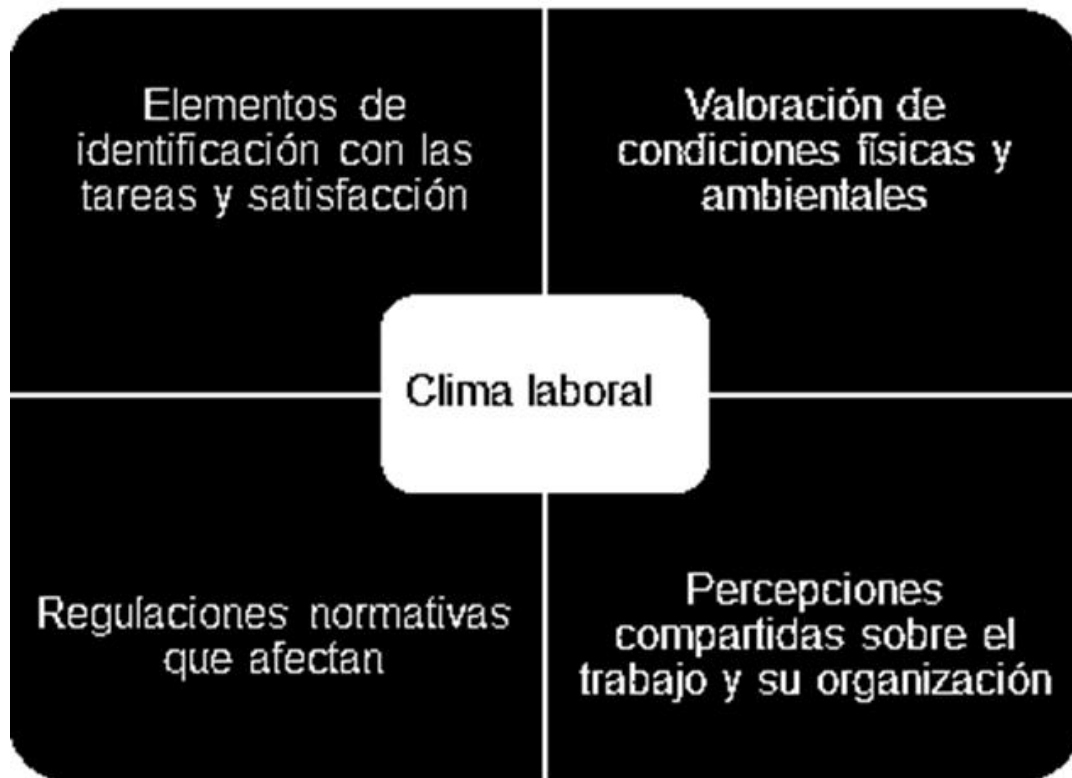 Elementos de
identificación con las
tareas y satisfacción
Valoración de
condiciones físicas y
ambientales
Clima laboral
Regulaciones normativas
que afectan
Percepciones
compartidas sobre el
trabajo y su organización